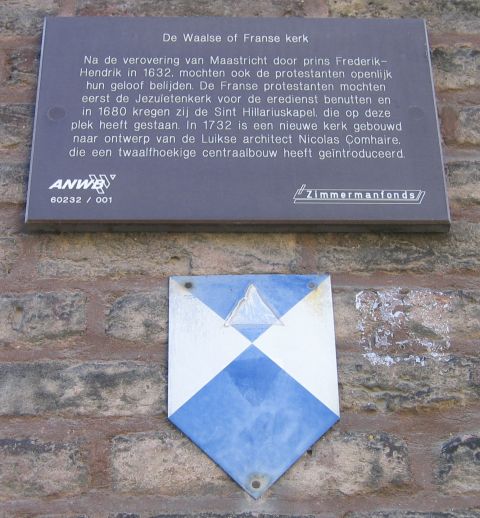 De Waalse of Franse kerk
Na de verovering van Maastricht door prins Frederik-
Hendrik in 1632, mochten ook de protestanten openlijk
hun geloof belijden. De Franse protestanten mochten
eerst de Jezuïetenkerk voor de eredienst benutten en
in 1680 kregen zij de Sint Hillariuskapel, die op deze
plek heeft gestaan. In 1732 is een nieuwe kerk gebouwd
naar ontwerp van de Luikse architect Nicolas Comhaire,
die een twaalfhoekige centraalbouw heeft geïntroduceerd.
ANWB
60232 / 001
Zimmermanfonds